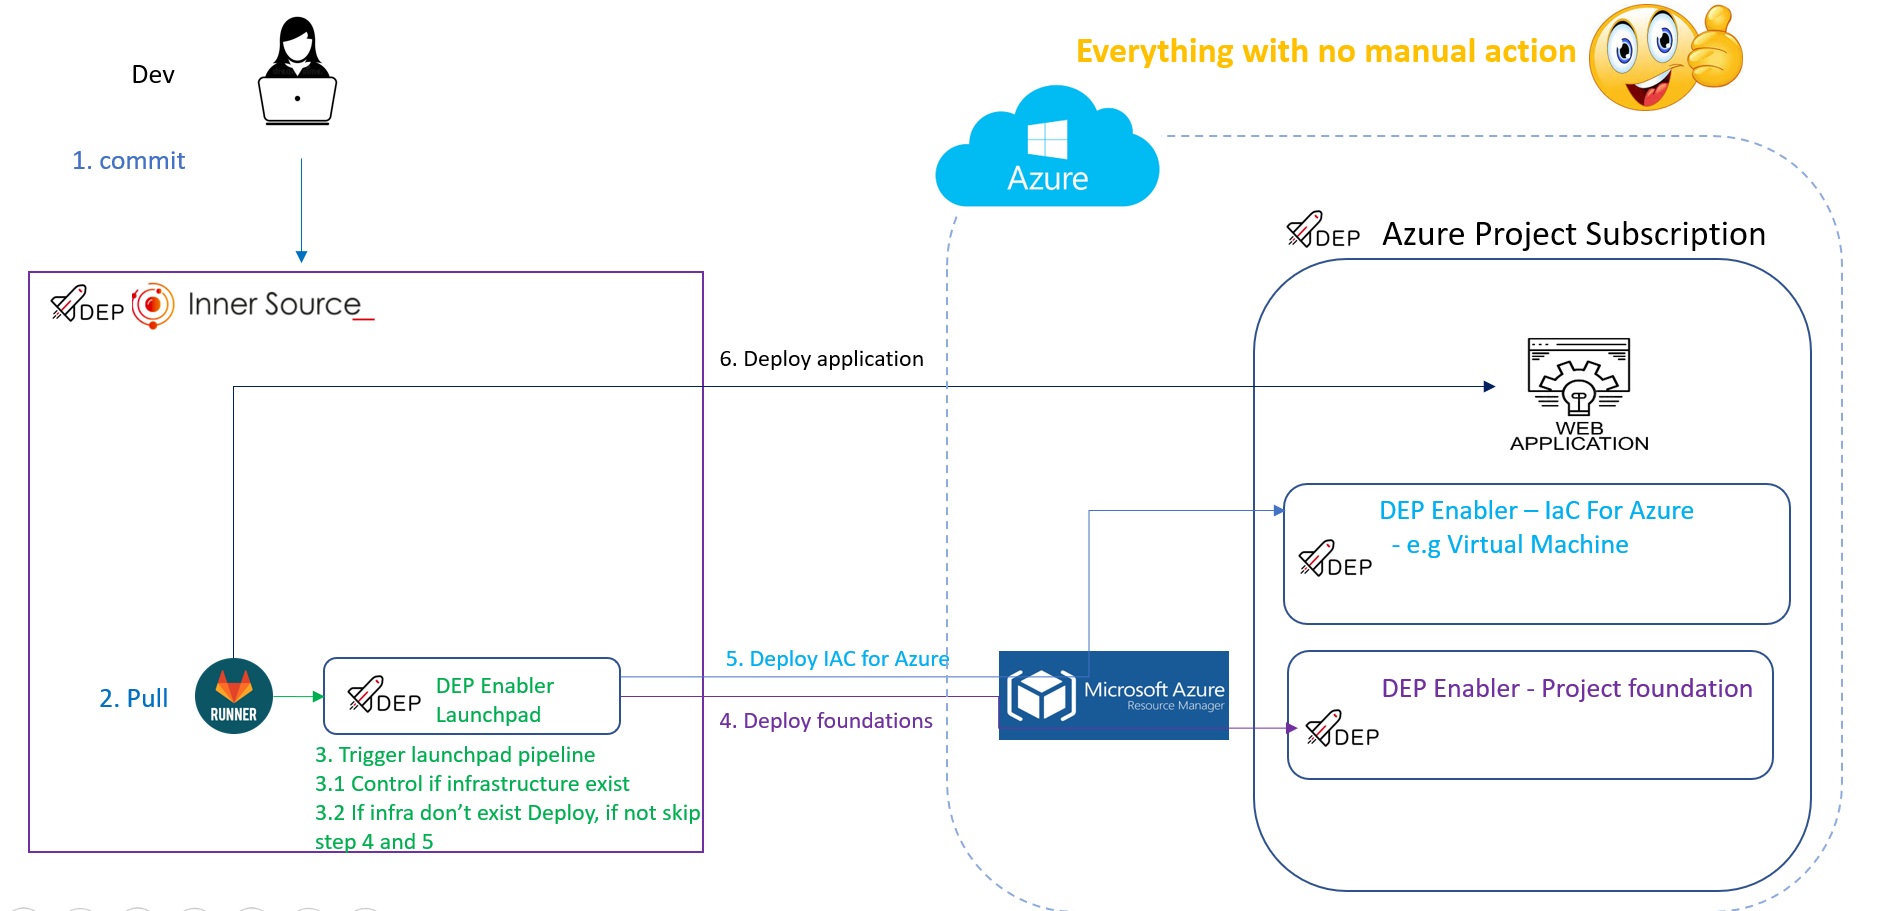 Everything with no manual action
Dev
1. commit
Azure
DEP Azure Project Subscription
DEP Inner Source_
6. Deploy application
WEB
APPLICATION
DEP Enabler – IaC For Azure
- e.g Virtual Machine
DEP
5. Deploy IAC for Azure
2. Pull
RUNNER
DEP
DEP Enabler
Launchpad
4. Deploy foundations
Microsoft Azure
Resource Manager
DEP Enabler - Project foundation
DEP
3. Trigger launchpad pipeline
3.1 Control if infrastructure exist
3.2 If infra don't exist Deploy, if not skip
step 4 and 5